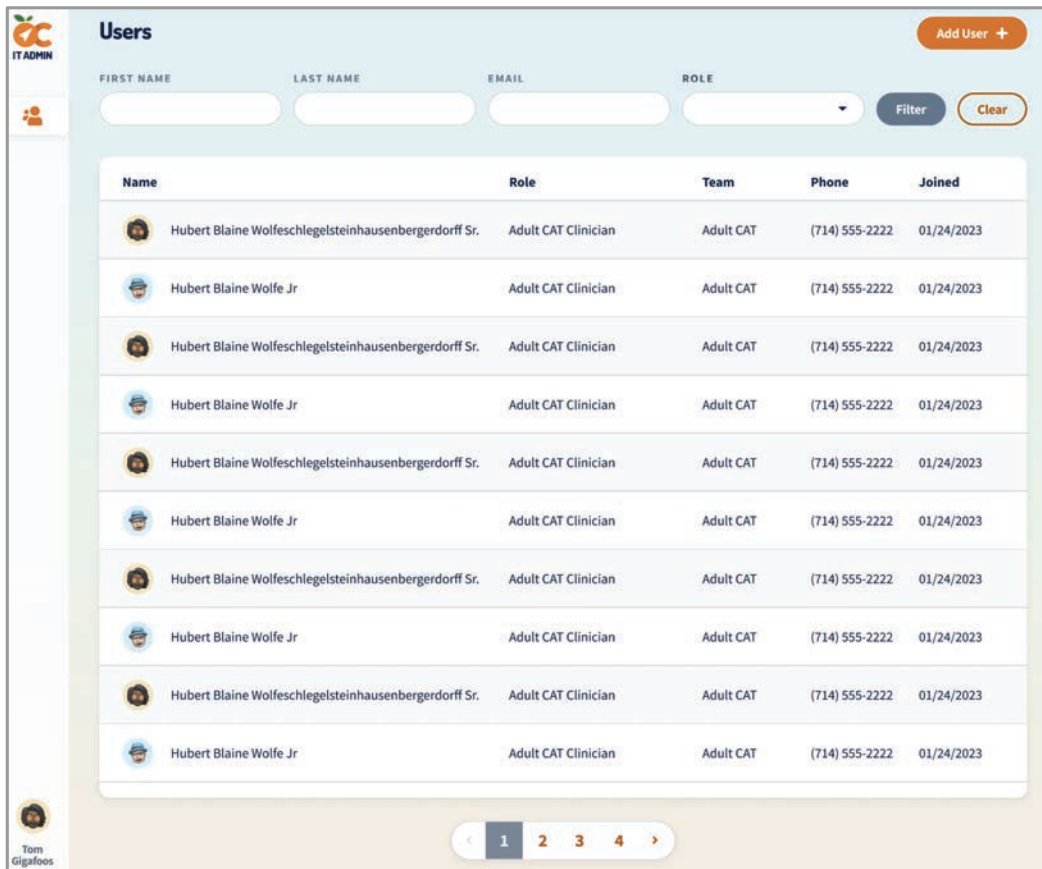 OC
IT ADMIN
Users
Add User +
FIRST NAME LAST NAME EMAIL ROLE
Filter Clear
Name Role Team Phone Joined
Hubert Blaine Wolfeschlegelsteinhausenbergerdorff Sr. Adult CAT Clinician Adult CAT (714) 555-2222 01/24/2023
Hubert Blaine Wolfe Jr Adult CAT Clinician Adult CAT (714) 555-2222 01/24/2023
Hubert Blaine Wolfeschlegelsteinhausenbergerdorff Sr. Adult CAT Clinician Adult CAT (714) 555-2222 01/24/2023
Hubert Blaine Wolfe Jr Adult CAT Clinician Adult CAT (714) 555-2222 01/24/2023
Hubert Blaine Wolfeschlegelsteinhausenbergerdorff Sr. Adult CAT Clinician Adult CAT (714) 555-2222 01/24/2023
Hubert Blaine Wolfe Jr Adult CAT Clinician Adult CAT (714) 555-2222 01/24/2023
Hubert Blaine Wolfeschlegelsteinhausenbergerdorff Sr. Adult CAT Clinician Adult CAT (714) 555-2222 01/24/2023
Hubert Blaine Wolfe Jr Adult CAT Clinician Adult CAT (714) 555-2222 01/24/2023
Hubert Blaine Wolfeschlegelsteinhausenbergerdorff Sr. Adult CAT Clinician Adult CAT (714) 555-2222 01/24/2023
Hubert Blaine Wolfe Jr Adult CAT Clinician Adult CAT (714) 555-2222 01/24/2023
Tom
Gigafoos
‹ 1 2 3 4 ›